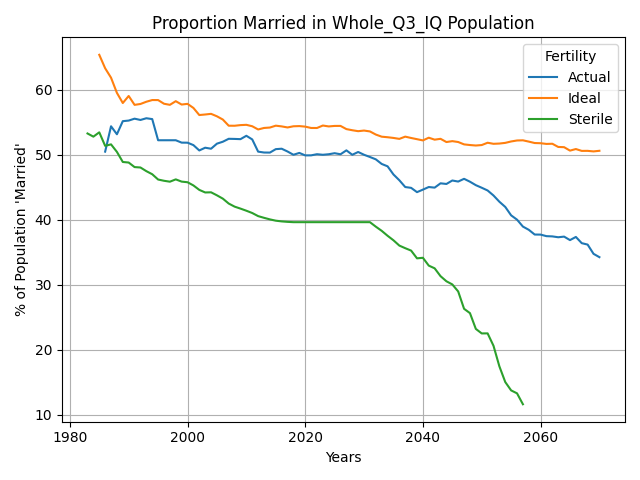 Proportion Married in Whole_Q3_IQ Population
Fertility
Actual
Ideal
Sterile
% of Population 'Married'
60
50
40
30
20
10
1980
2000
2020
2040
2060
Years